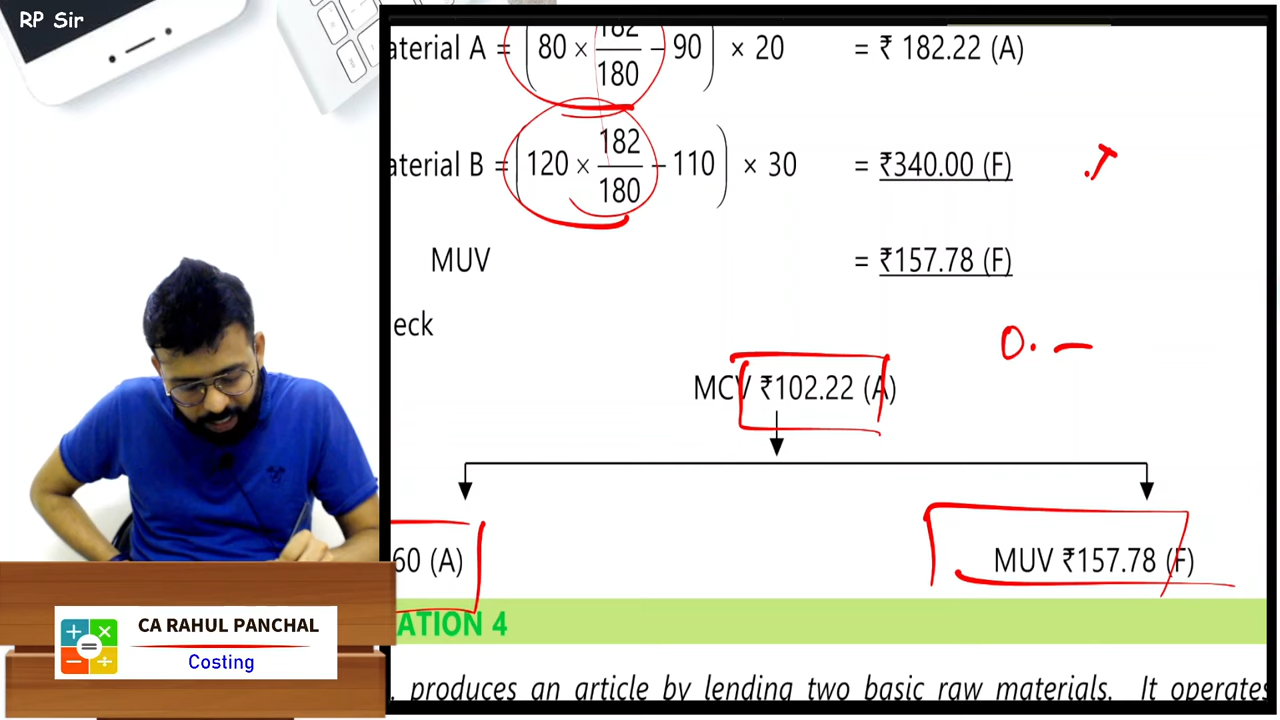 RP Sir
aterial A = (80 × 182/180 − 90) × 20 = ₹ 182.22 (A)
aterial B = (120 × 182/180 − 110) × 30 = ₹340.00 (F)
MUV = ₹157.78 (F)
eck
0. —
MCV ₹102.22 (A)
60 (A)
MUV ₹157.78 (F)
ATION 4
produces an article by lending two basic raw materials. It operates
CA RAHUL PANCHAL
Costing